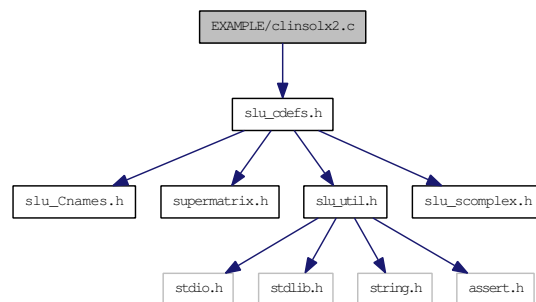 EXAMPLE/clinsolx2.c
slu_cdefs.h
slu_Cnames.h
supermatrix.h
slu_util.h
slu_scomplex.h
stdio.h
stdlib.h
string.h
assert.h